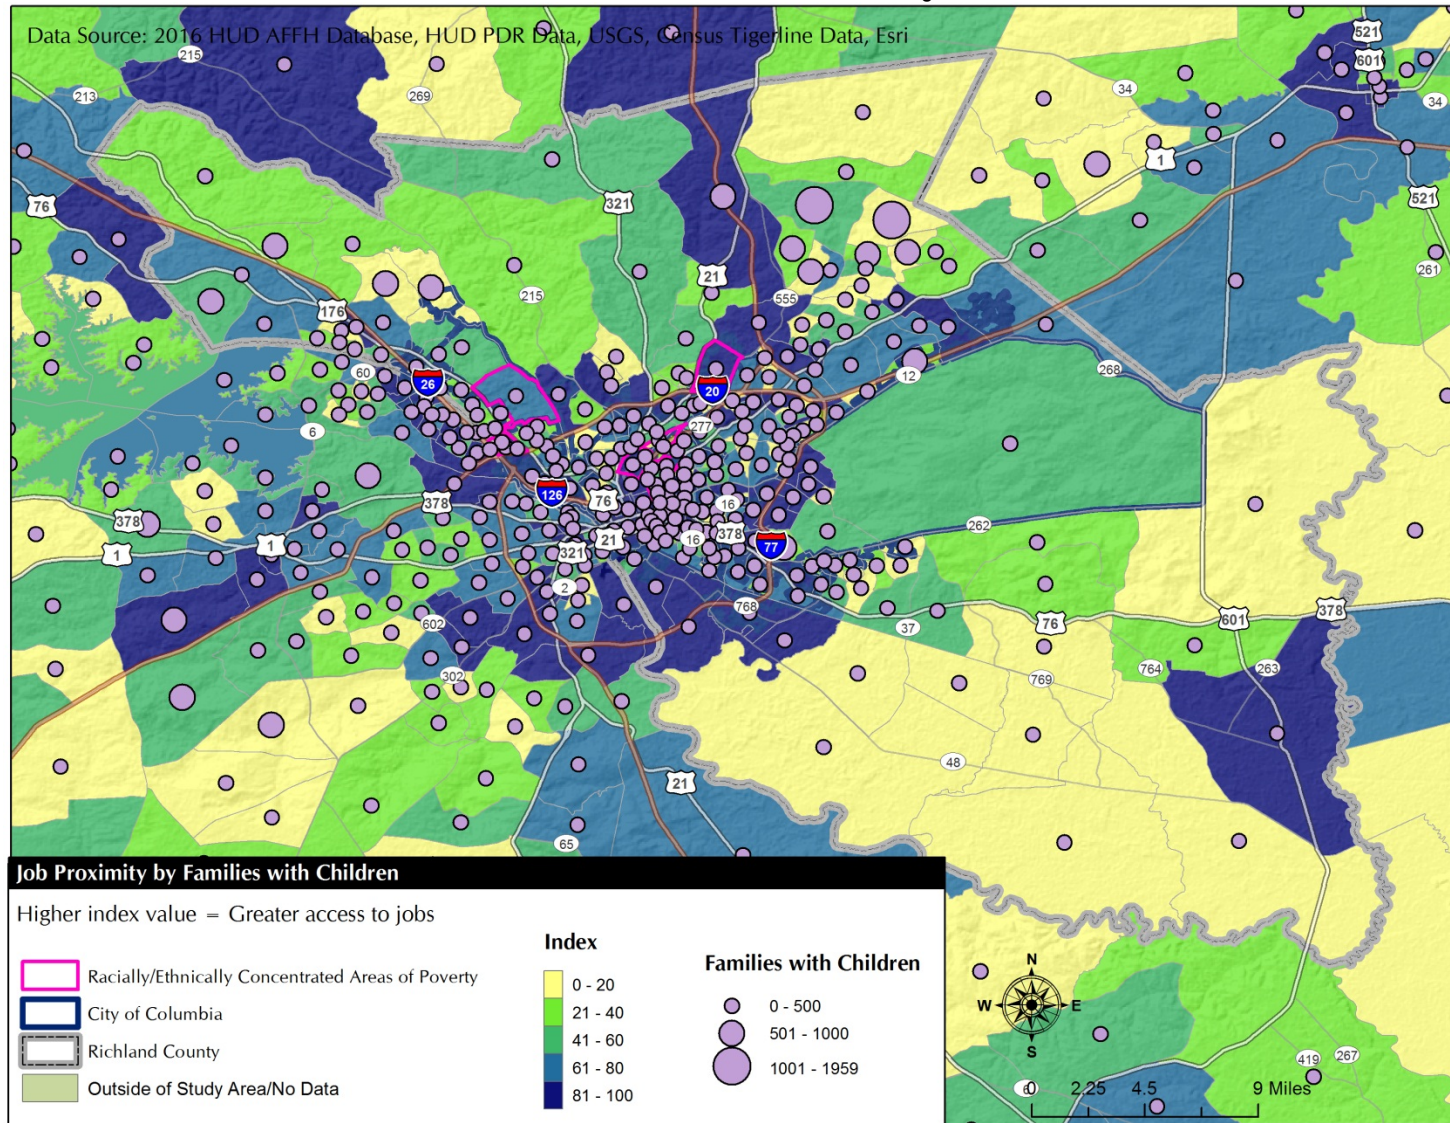 Data Source: 2016 HUD AFFH Database, HUD PDR Data, USGS, Census Tigerline Data, Esri
521
215
601
213
269
34
34
1
76
321
521
21
261
215
555
176
268
60
26
12
20
6
277
126
76
378
16
378
262
1
1
21
16
378
77
321
2
768
76
601
378
602
37
764
263
302
769
48
21
65
Job Proximity by Families with Children
Higher index value = Greater access to jobs
Racially/Ethnically Concentrated Areas of Poverty
City of Columbia
Richland County
Outside of Study Area/No Data
Index
0 - 20
21 - 40
41 - 60
61 - 80
81 - 100
Families with Children
0 - 500
501 - 1000
1001 - 1959
N
W E
S
419
267
0 2.25 4.5 9 Miles